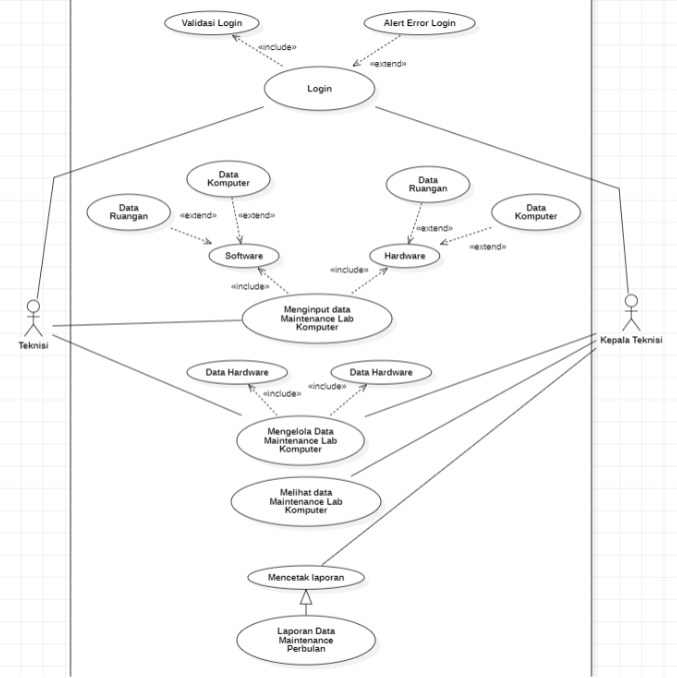 Validasi Login
Alert Error Login
«include»
«extend»
Login
Data
Komputer
Data
Ruangan
Data
Ruangan
Data
Komputer
«extend»
«extend»
«extend»
«extend»
Software
Hardware
«include»
«include»
Menginput data
Maintenance Lab
Komputer
Teknisi
Kepala Teknisi
Data Hardware
Data Hardware
«include»
«include»
Mengelola Data
Maintenance Lab
Komputer
Melihat data
Maintenance Lab
Komputer
Mencetak laporan
Laporan Data
Maintenance
Perbulan